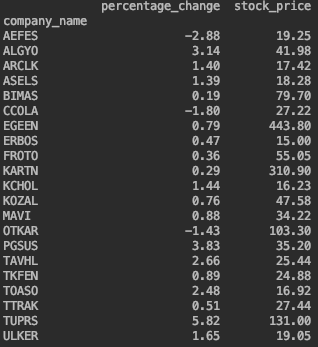 percentage_change stock_price
company_name
AEFES -2.88 19.25
ALGYO 3.14 41.98
ARCLK 1.40 17.42
ASELS 1.39 18.28
BIMAS 0.19 79.70
CCOLA -1.80 27.22
EGEEN 0.79 443.80
ERBOS 0.47 15.00
FROTO 0.36 55.05
KARTN 0.29 310.90
KCHOL 1.44 16.23
KOZAL 0.76 47.58
MAVI 0.88 34.22
OTKAR -1.43 103.30
PGSUS 3.83 35.20
TAVHL 2.66 25.44
TKFEN 0.89 24.88
TOASO 2.48 16.92
TTRAK 0.51 27.44
TUPRS 5.82 131.00
ULKER 1.65 19.05